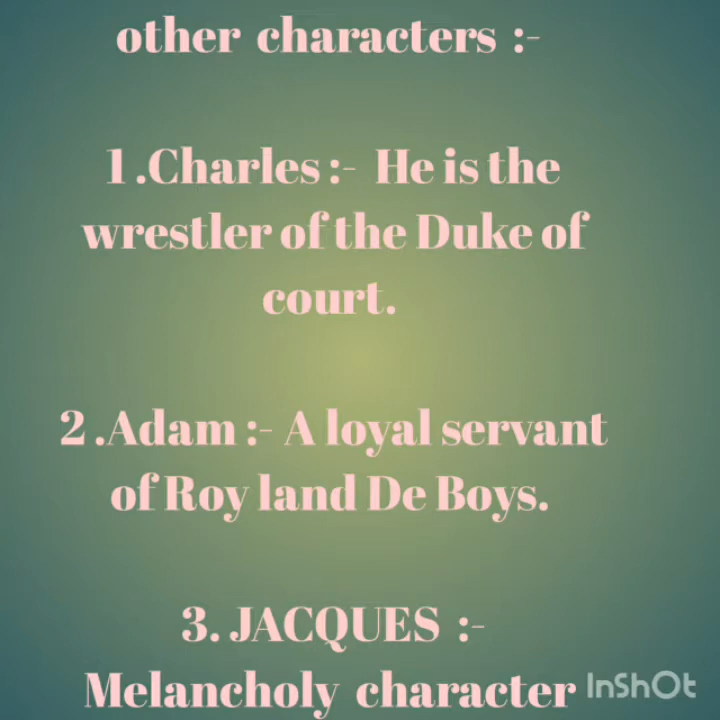 other characters :-
1.Charles :- He is the
wrestler of the Duke of
court.
2.Adam :- A loyal servant
of Roy land De Boys.
3. JACQUES :-
Melancholy character
InShOt